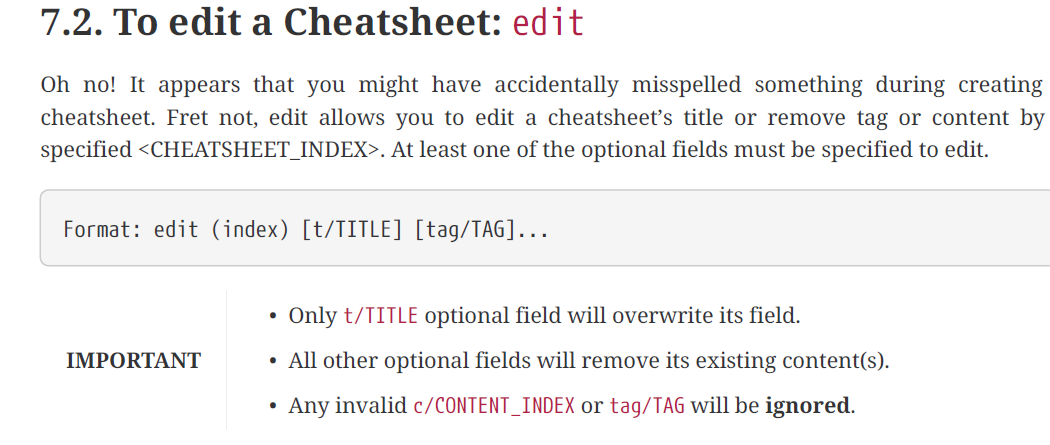 7.2. To edit a Cheatsheet: edit
Oh no! It appears that you might have accidentally misspelled something during creating
cheatsheet. Fret not, edit allows you to edit a cheatsheet’s title or remove tag or content by
specified <CHEATSHEET_INDEX>. At least one of the optional fields must be specified to edit.
Format: edit (index) [t/TITLE] [tag/TAG]...
• Only t/TITLE optional field will overwrite its field.
IMPORTANT • All other optional fields will remove its existing content(s).
• Any invalid c/CONTENT_INDEX or tag/TAG will be ignored.